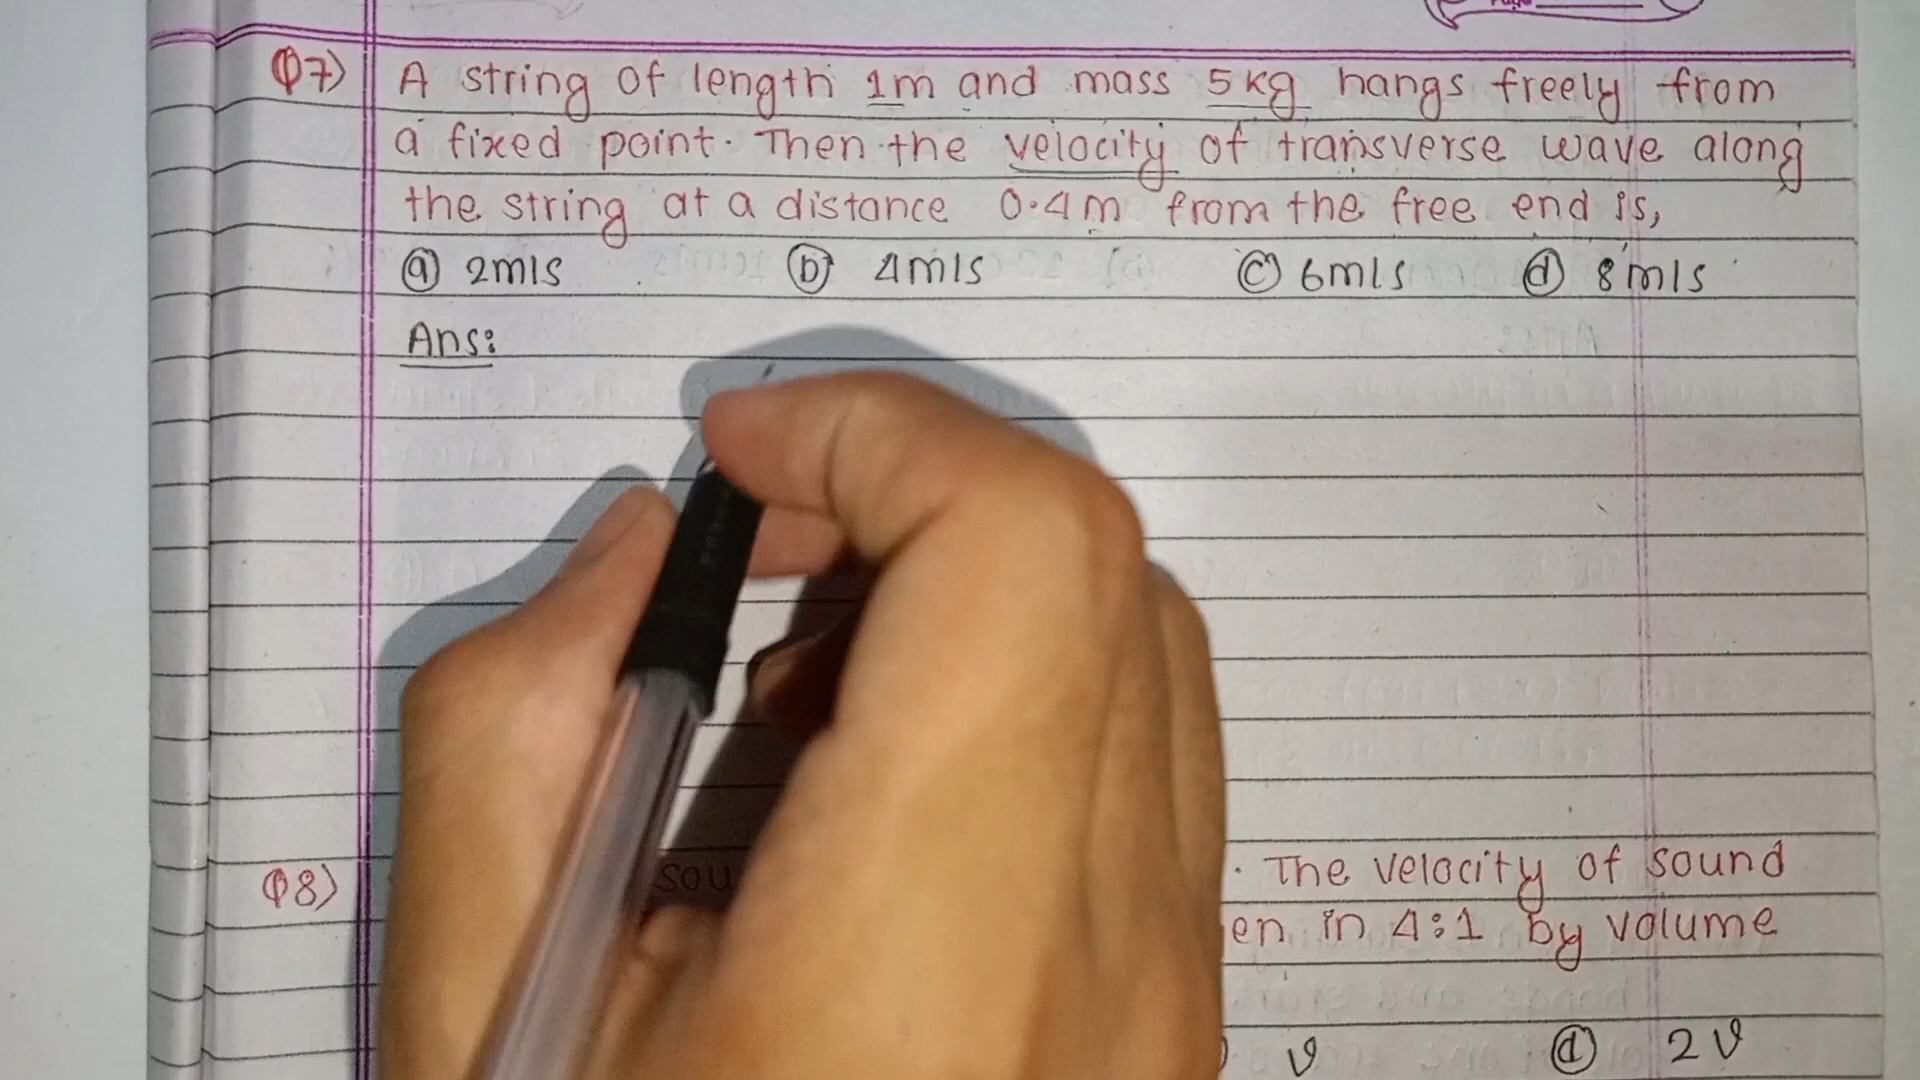 Q7) A string of length 1m and mass 5kg hangs freely from
a fixed point. Then the velocity of transverse wave along
the string at a distance 0.4m from the free end is,
(a) 2m/s (b) 4m/s (c) 6m/s (d) 8m/s
Ans:
Q8) . The velocity of sound
in 4:1 by volume
v (d) 2v